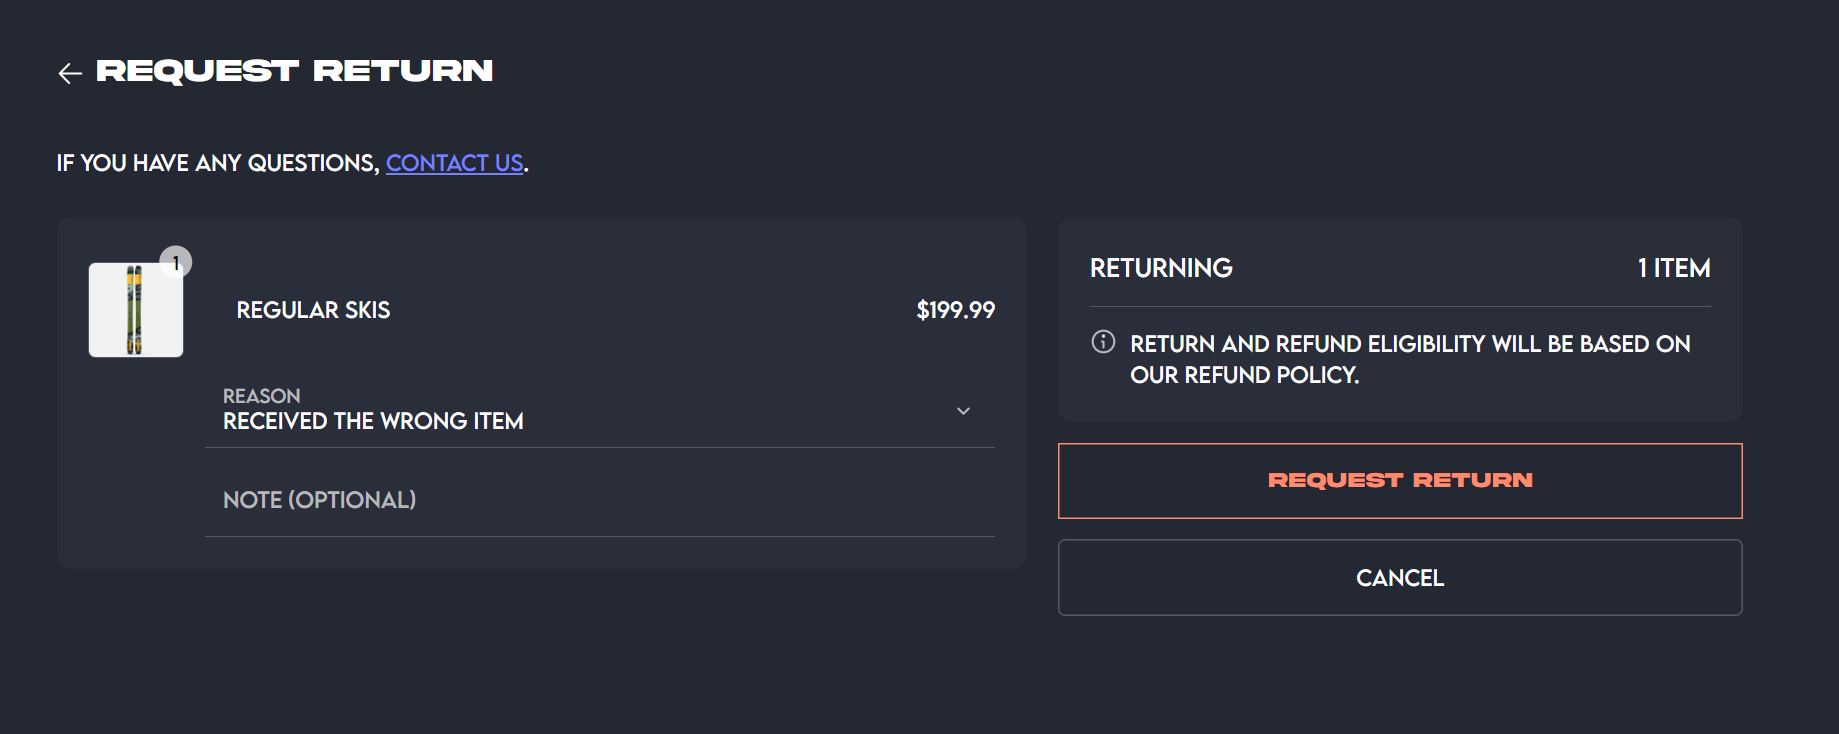 REQUEST RETURN
IF YOU HAVE ANY QUESTIONS, CONTACT US.
1
REGULAR SKIS
$199.99
REASON
RECEIVED THE WRONG ITEM
NOTE (OPTIONAL)
RETURNING
1 ITEM
RETURN AND REFUND ELIGIBILITY WILL BE BASED ON
OUR REFUND POLICY.
REQUEST RETURN
CANCEL